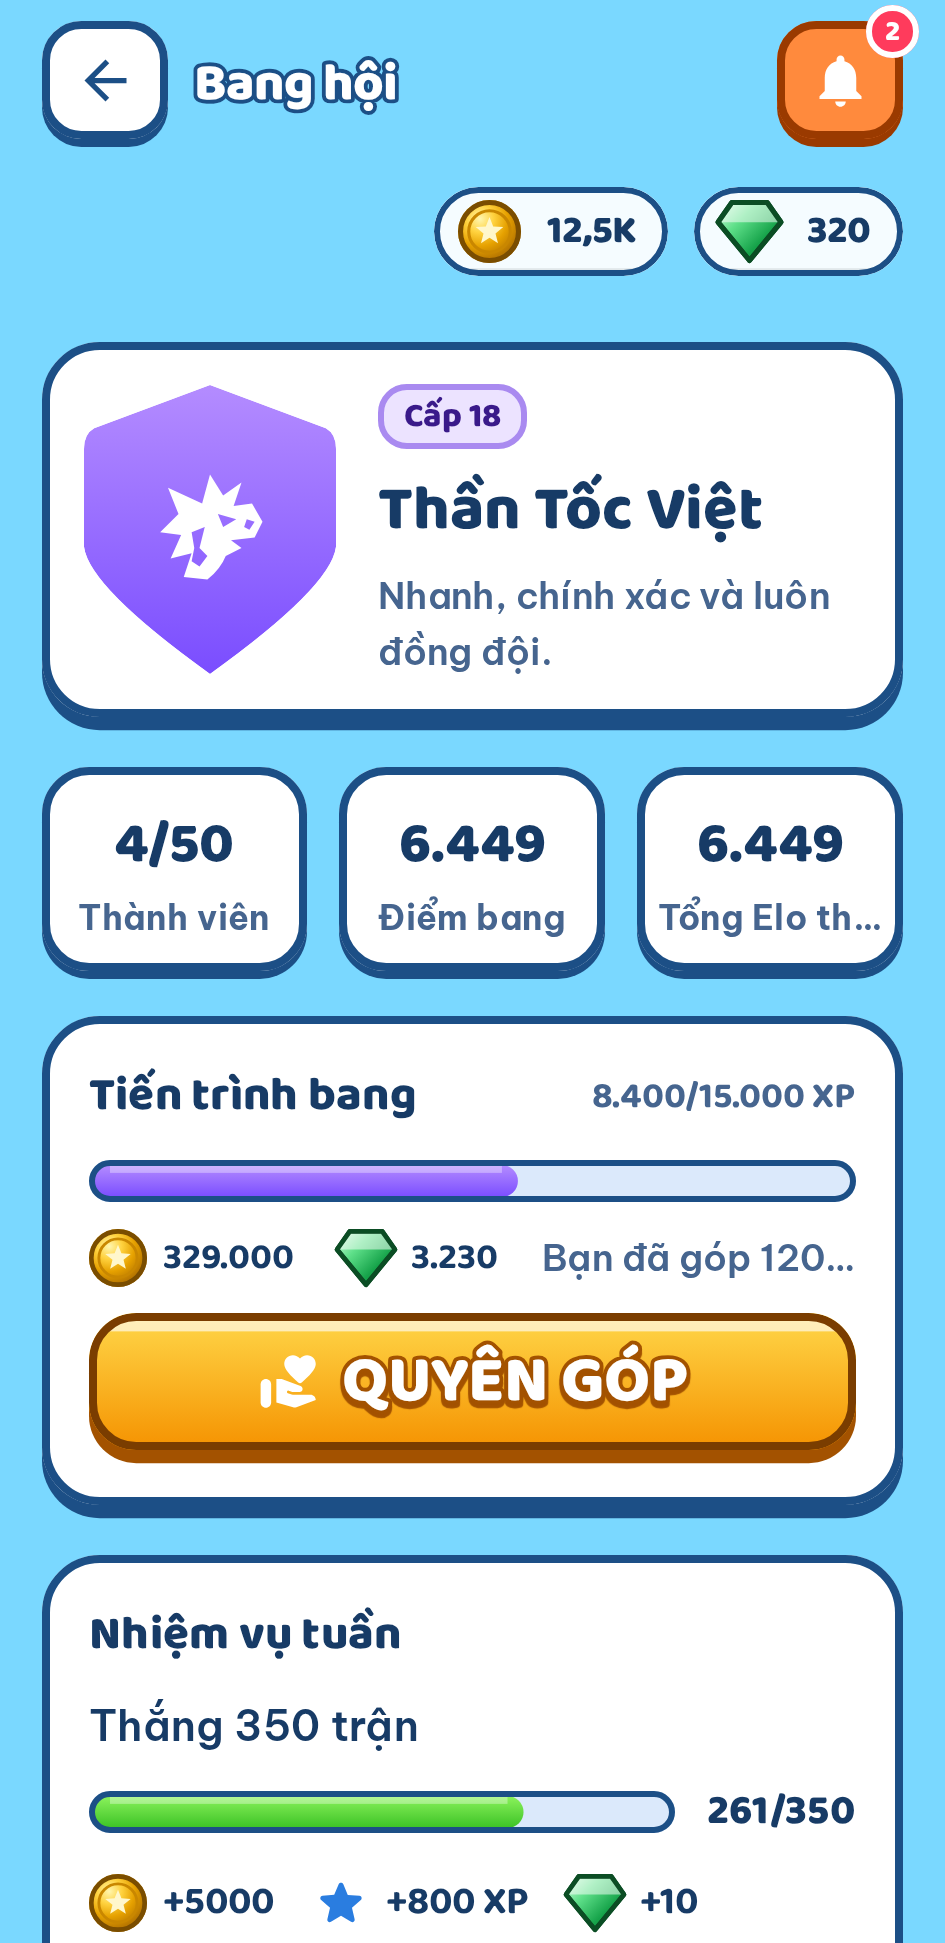 Bang hội
2
12,5K
320
Cấp 18
Thần Tốc Việt
Nhanh, chính xác và luôn
đồng đội.
4/50
Thành viên
6.449
Điểm bang
6.449
Tổng Elo th...
Tiến trình bang
8.400/15.000 XP
329.000
3.230
Bạn đã góp 120...
QUYÊN GÓP
Nhiệm vụ tuần
Thắng 350 trận
261/350
+5000
+800 XP
+10